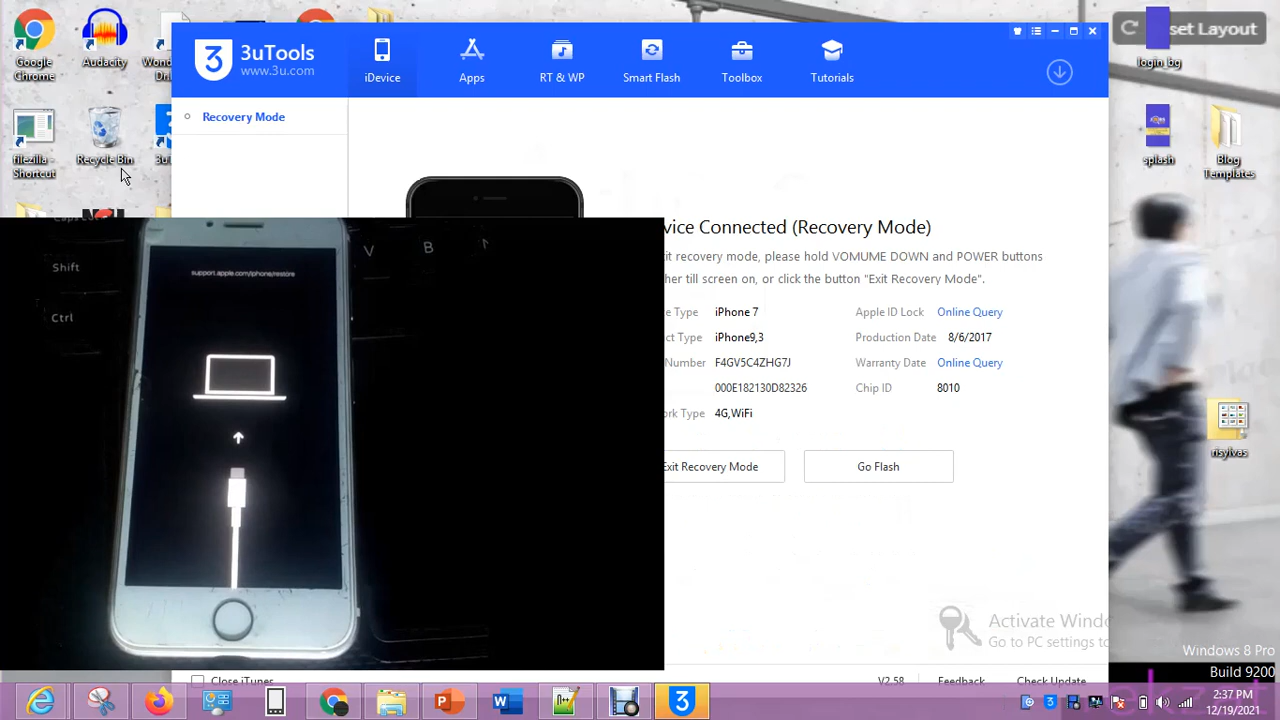 Google Chrome
Audacity
filezilla - Shortcut
Recycle Bin
3uTools
www.3u.com
iDevice
Apps
RT & WP
Smart Flash
Toolbox
Tutorials
set Layout
login_bg
splash
Blog Templates
risylvas
Recovery Mode
vice Connected (Recovery Mode)
it recovery mode, please hold VOMUME DOWN and POWER buttons
her till screen on, or click the button "Exit Recovery Mode".
e Type iPhone 7 Apple ID Lock Online Query
ct Type iPhone9,3 Production Date 8/6/2017
Number F4GV5C4ZHG7J Warranty Date Online Query
000E182130D82326 Chip ID 8010
rk Type 4G,WiFi
Exit Recovery Mode Go Flash
Shift
Ctrl
V
B
support.apple.com/iphone/restore
Activate Windo
Go to PC settings to
Windows 8 Pro
Build 9200
Close iTunes
V2.58 Feedback Check Update
2:37 PM
12/19/2021